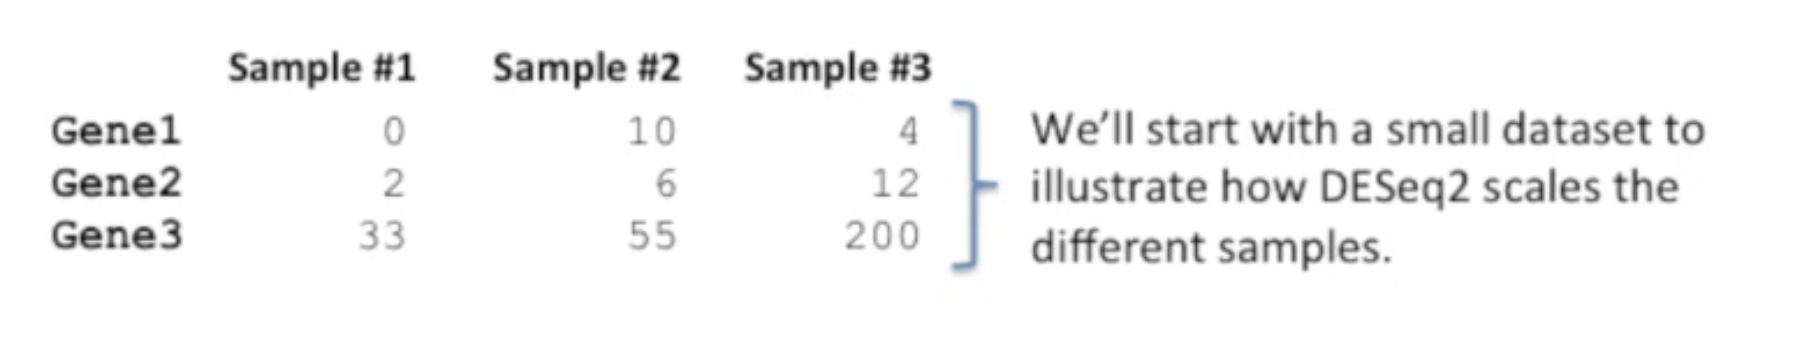 Sample #1 Sample #2 Sample #3
Gene1 0 10 4
Gene2 2 6 12
Gene3 33 55 200
We'll start with a small dataset to
illustrate how DESeq2 scales the
different samples.